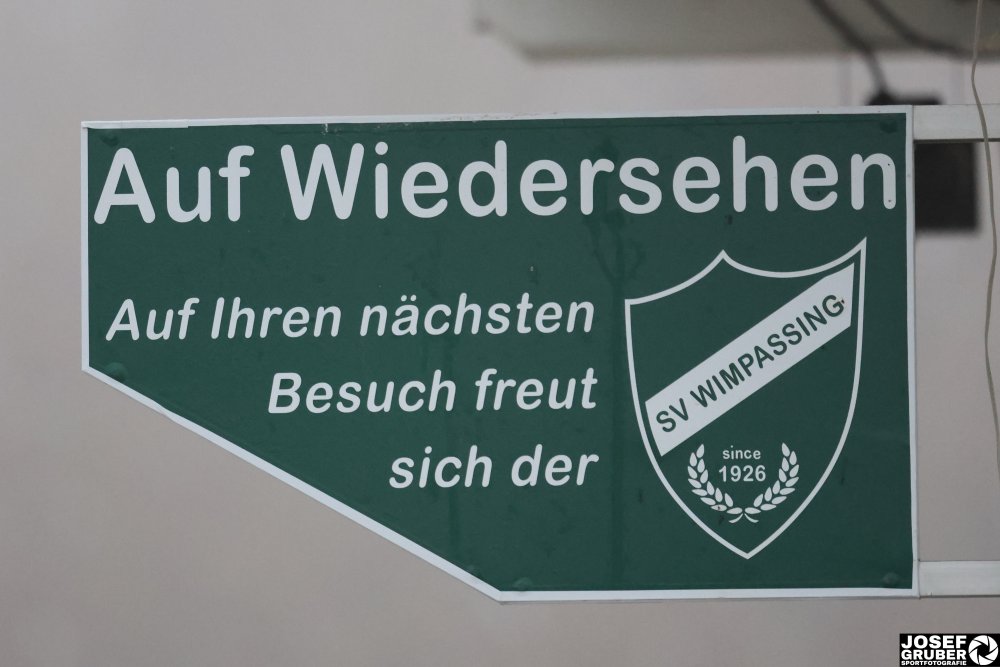 Auf Wiedersehen
Auf Ihren nächsten
Besuch freut
sich der
SV WIMPASSING
since
1926
JOSEF
GRUBER
SPORTFOTOGRAFIE